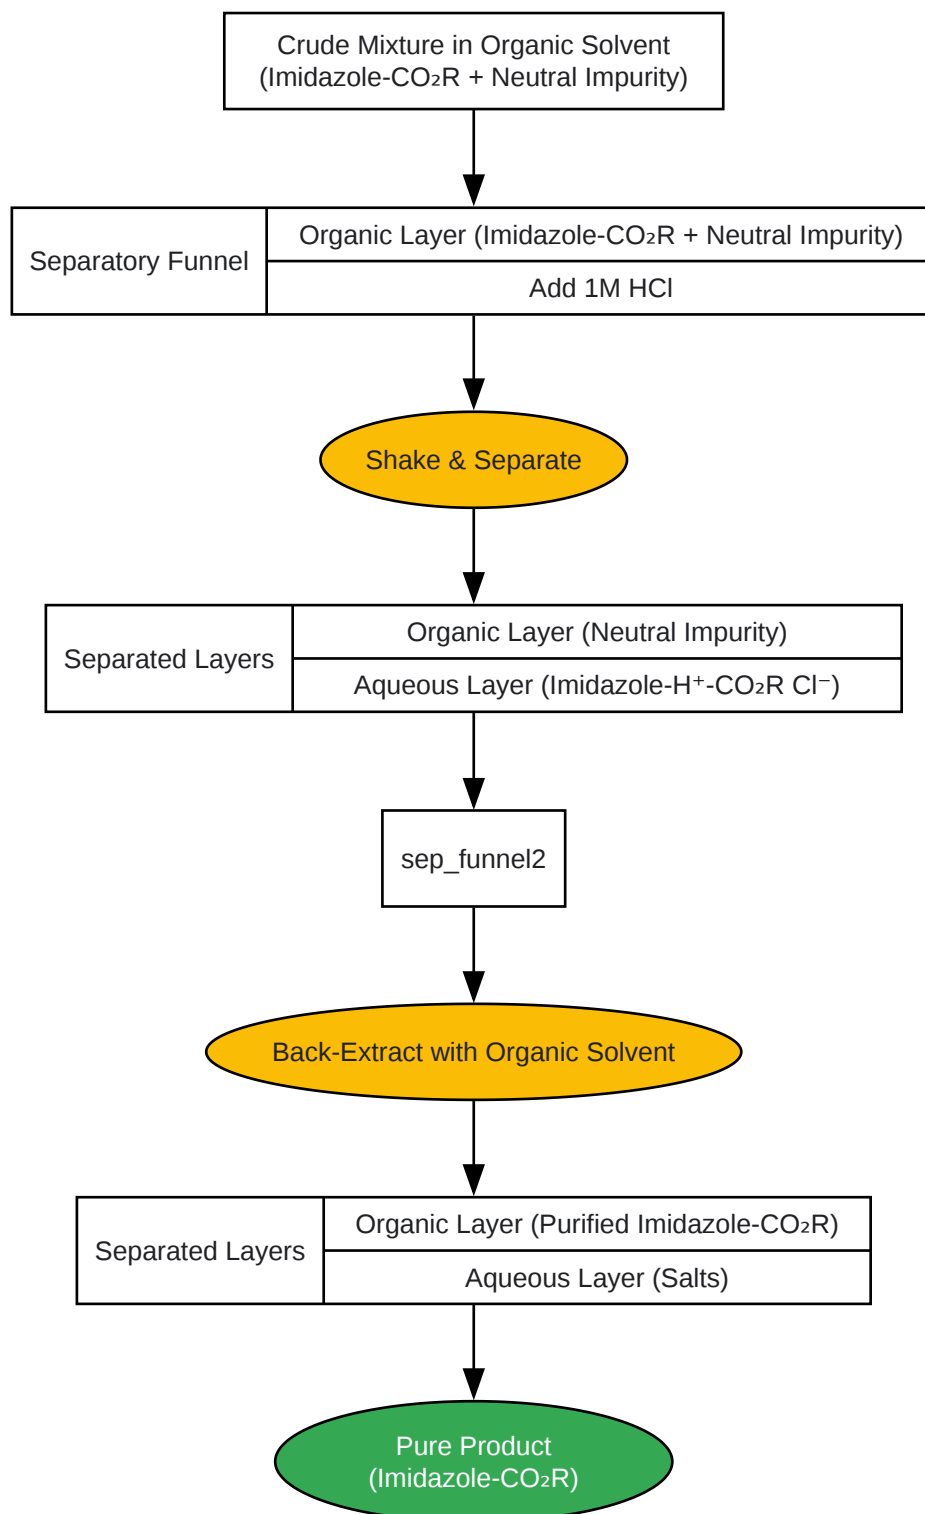 Crude Mixture in Organic Solvent
(Imidazole-CO₂R + Neutral Impurity)
Separatory Funnel
Organic Layer (Imidazole-CO₂R + Neutral Impurity)
Add 1M HCl
Shake & Separate
Separated Layers
Organic Layer (Neutral Impurity)
Aqueous Layer (Imidazole-H⁺-CO₂R Cl⁻)
sep_funnel2
Back-Extract with Organic Solvent
Separated Layers
Organic Layer (Purified Imidazole-CO₂R)
Aqueous Layer (Salts)
Pure Product
(Imidazole-CO₂R)